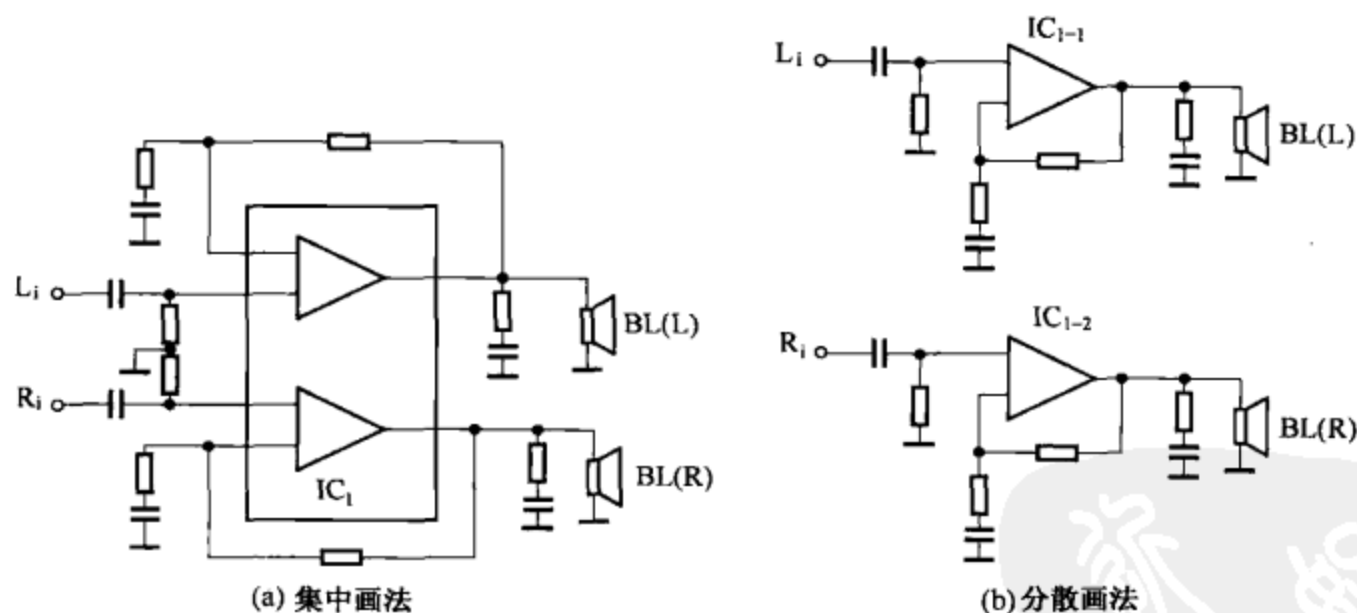 Lᵢ
Rᵢ
IC₁
BL(L)
BL(R)
(a) 集中画法
IC₁₋₁
Lᵢ
BL(L)
IC₁₋₂
Rᵢ
BL(R)
(b) 分散画法